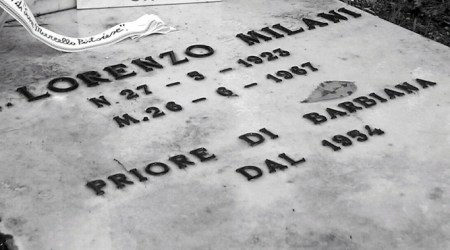 LORENZO MILANI
N. 27 - 5 - 1923
M. 26 - 6 - 1967
PRIORE DI BARBIANA
DAL 1954